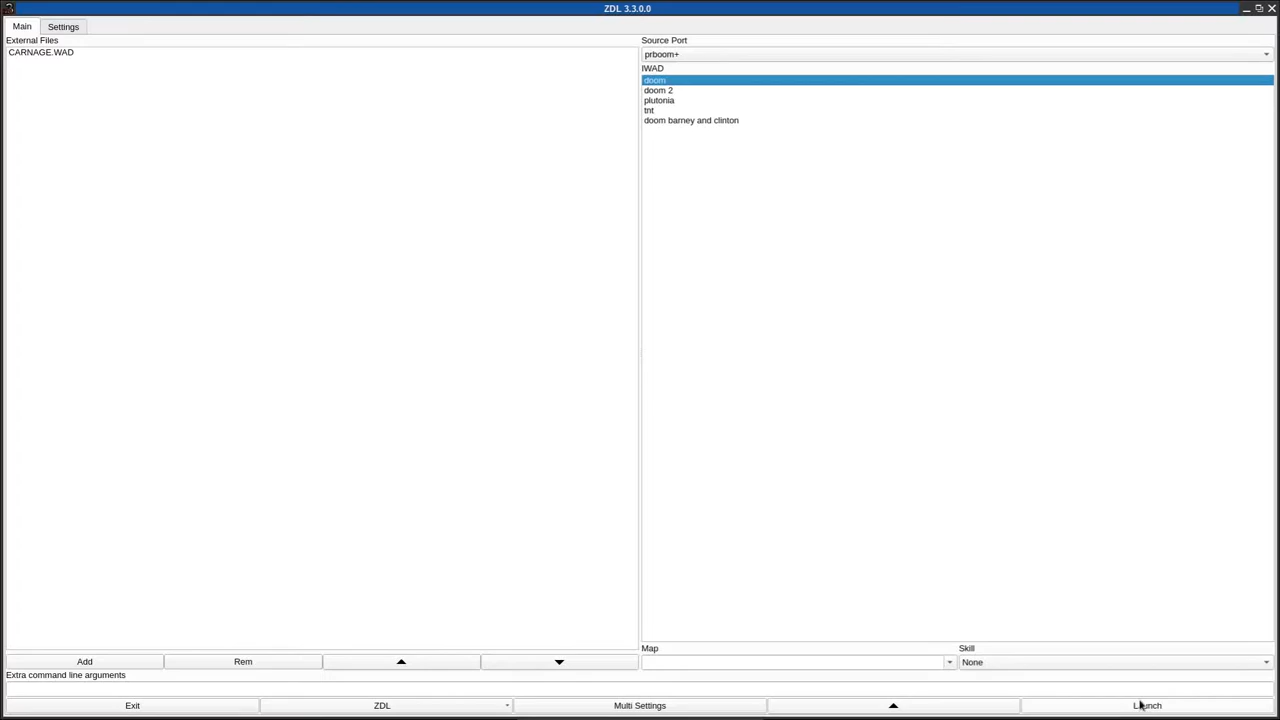 ZDL 3.3.0.0
Main
Settings
External Files
CARNAGE.WAD
Source Port
prboom+
IWAD
doom
doom 2
plutonia
tnt
doom barney and clinton
Map
Skill
None
Add
Rem
Extra command line arguments
Exit
ZDL
Multi Settings
Launch